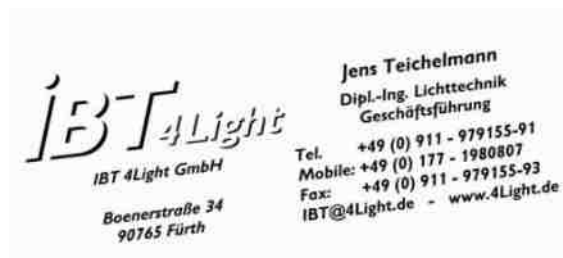 iBT 4Light
IBT 4Light GmbH
Boenerstraße 34
90765 Fürth
Jens Teichelmann
Dipl.-Ing. Lichttechnik
Geschäftsführung
Tel. +49 (0) 911 - 979155-91
Mobile: +49 (0) 177 - 1980807
Fax: +49 (0) 911 - 979155-93
IBT@4Light.de - www.4Light.de